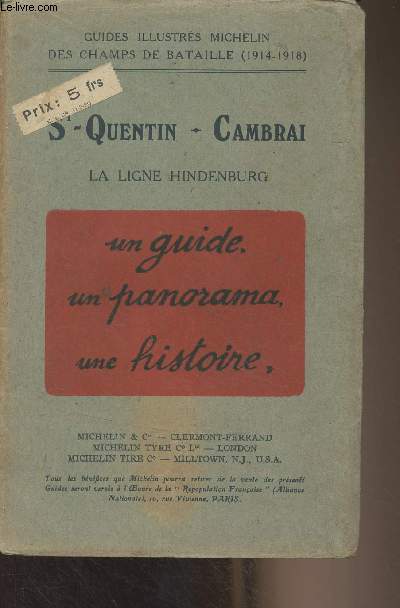 LRE-livre.com
GUIDES ILLUSTRÉS MICHELIN
DES CHAMPS DE BATAILLE (1914-1918)
Prix: 5 frs
St-QUENTIN - CAMBRAI
LA LIGNE HINDENBURG
un guide.
un panorama,
une histoire,
MICHELIN & Cie — CLERMONT-FERRAND
MICHELIN TYRE Co Ld — LONDON
MICHELIN TIRE Co — MILLTOWN, N.J., U.S.A.
Tous les bénéfices que Michelin pourra retirer de la vente des présents
Guides seront versés à l'Œuvre de la "Repopulation Française" (Alliance
Nationale), 10, rue Vivienne, PARIS.